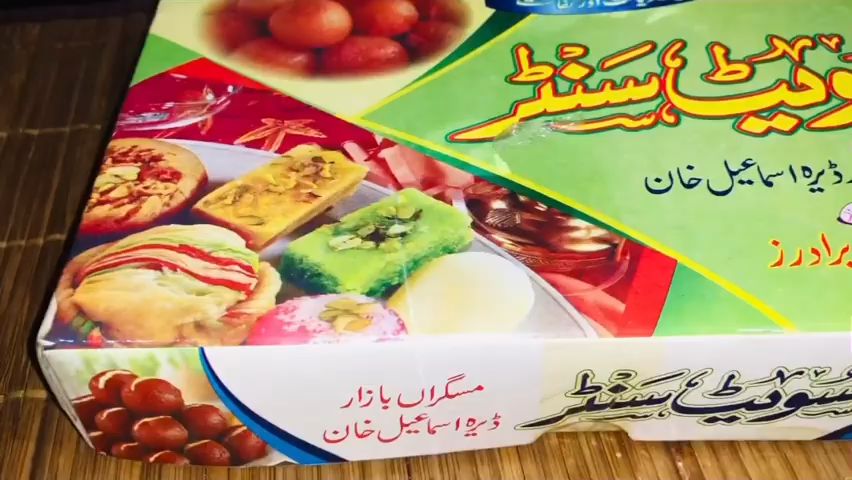 سویٹ سنٹر
ڈیرہ اسماعیل خان
برادرز
مسگراں بازار
ڈیرہ اسماعیل خان
سویٹ سنٹر